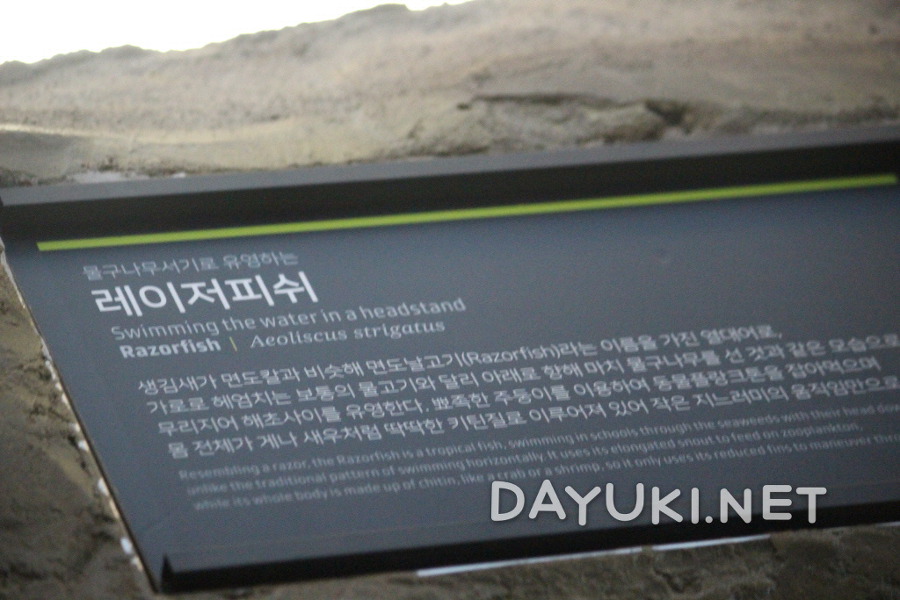 물구나무서기로 유영하는
레이저피쉬
Swimming the water in a headstand
Razorfish | Aeoliscus strigatus
생김새가 면도칼과 비슷해 면도날고기(Razorfish)라는 이름을 가진 열대어로,
가로로 헤엄치는 보통의 물고기와 달리 아래로 향해 마치 물구나무를 선 것과 같은 모습으로
무리지어 해초사이를 유영한다. 뾰족한 주둥이를 이용하여 동물플랑크톤을 잡아먹으며
몸 전체가 게나 새우처럼 딱딱한 키틴질로 이루어져 있어 작은 지느러미의 움직임만으로
Resembling a razor, the Razorfish is a tropical fish, swimming in schools through the seaweeds with their head down
unlike the traditional pattern of swimming horizontally. It uses its elongated snout to feed on zooplankton,
while its whole body is made up of chitin, like a crab or a shrimp, so it only uses its reduced fins to maneuver
DAYUKI.NET